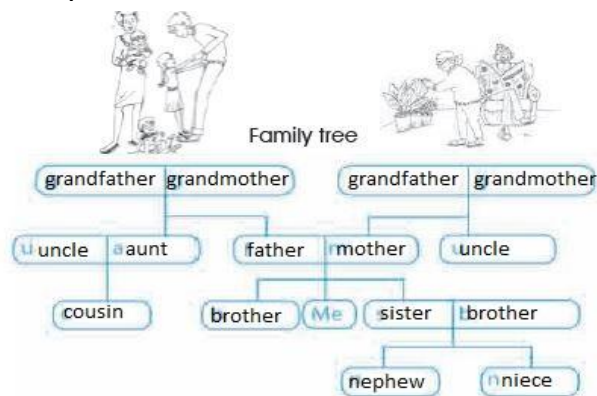 Family tree
grandfather grandmother grandfather grandmother
u uncle a aunt father mother uncle
cousin brother Me sister brother
nephew n niece